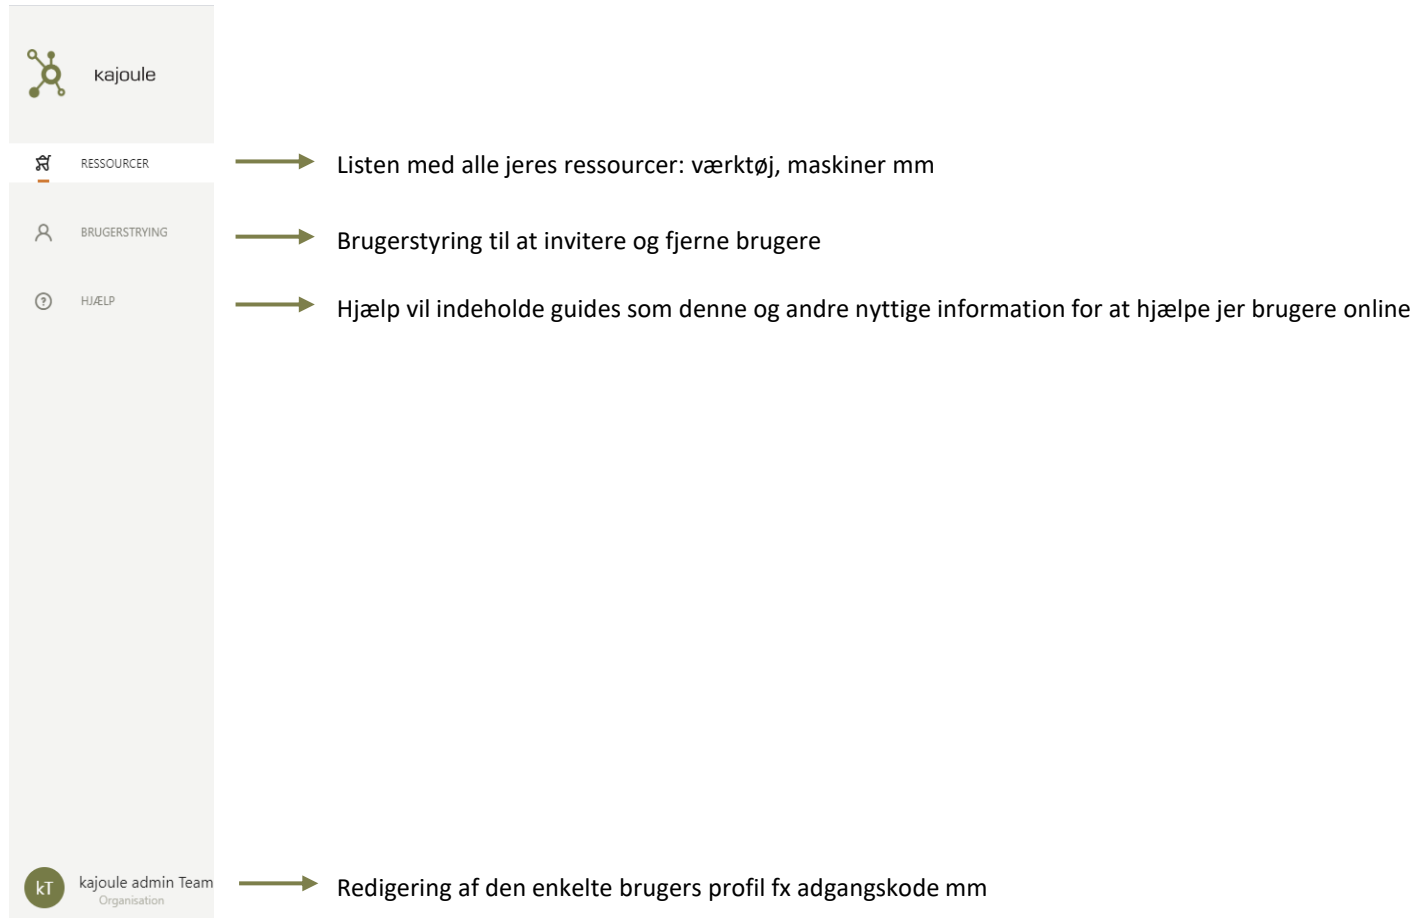 kajoule
RESSOURCER
Listen med alle jeres ressourcer: værktøj, maskiner mm
BRUGERSTRYING
Brugerstyring til at invitere og fjerne brugere
HJÆLP
Hjælp vil indeholde guides som denne og andre nyttige information for at hjælpe jer brugere online
kT
kajoule admin Team
Organisation
Redigering af den enkelte brugers profil fx adgangskode mm